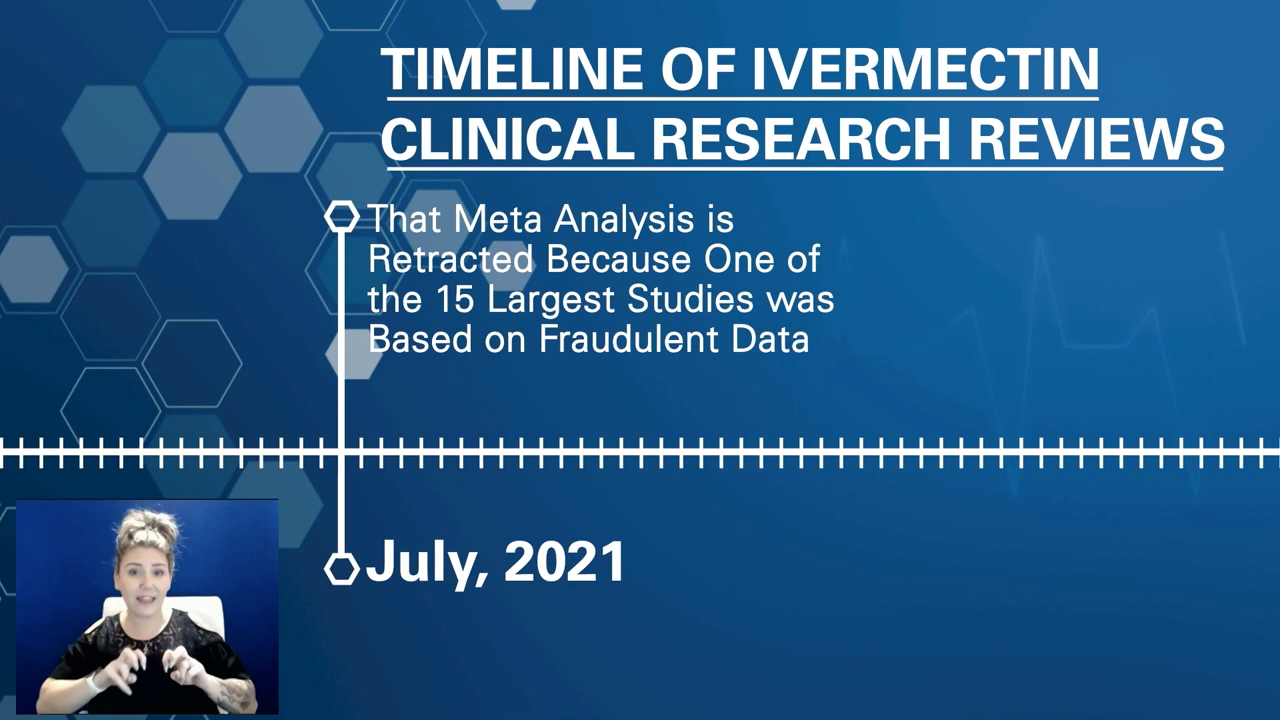 TIMELINE OF IVERMECTIN
CLINICAL RESEARCH REVIEWS
That Meta Analysis is
Retracted Because One of
the 15 Largest Studies was
Based on Fraudulent Data
July, 2021